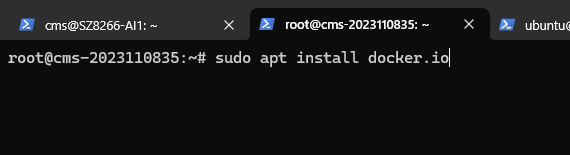 cms@SZ8266-AI1: ~
root@cms-2023110835: ~
ubuntu@
root@cms-2023110835:~# sudo apt install docker.io